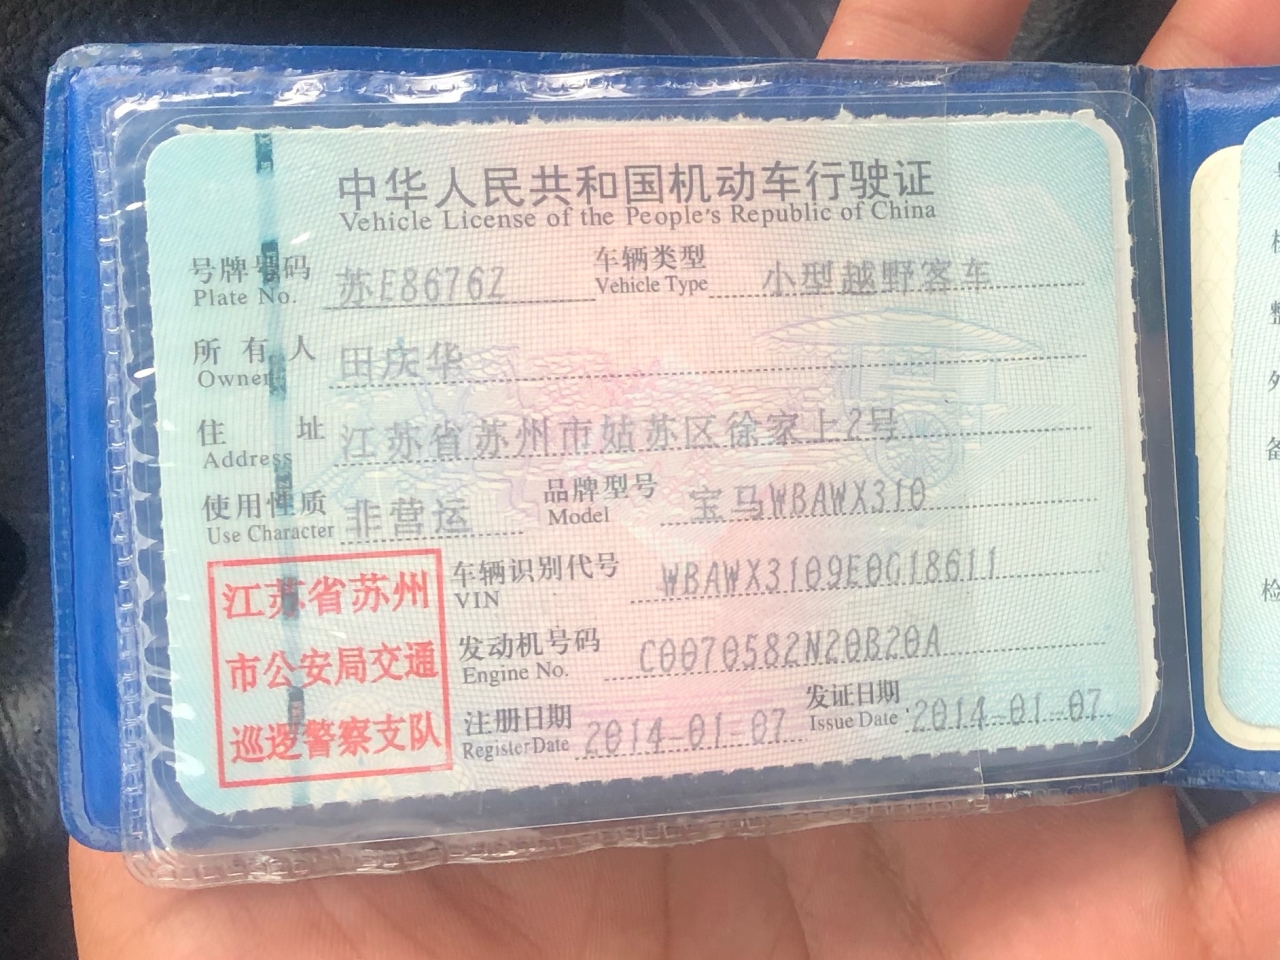 中华人民共和国机动车行驶证
Vehicle License of the People's Republic of China
号牌号码 苏E8676Z 车辆类型 小型越野客车
Plate No. Vehicle Type
所有人 田庆华
Owner
住址 江苏省苏州市姑苏区徐家上2号
Address
使用性质 非营运 品牌型号 宝马WBAWX310
Use Character Model
江苏省苏州
市公安局交通
巡逻警察支队
车辆识别代号 WBAWX3109E0G18611
VIN
发动机号码 C0070582N20B20A
Engine No.
注册日期 2014-01-07 发证日期 2014-01-07
Register Date Issue Date